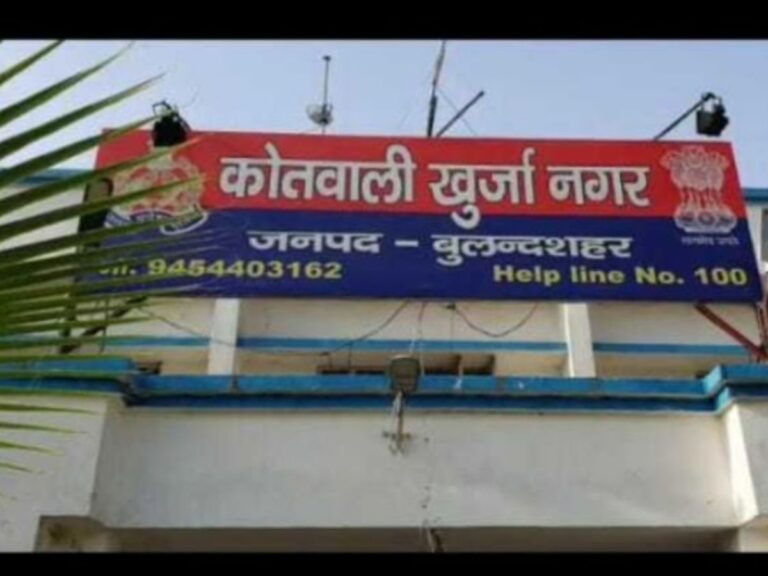 कोतवाली खुर्जा नगर
जनपद - बुलन्दशहर
9454403162 Help line No. 100